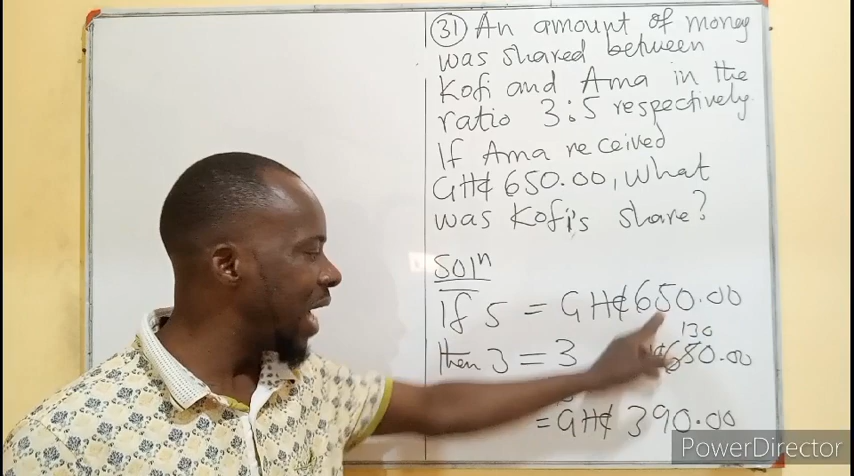 31 An amount of money
was shared between
Kofi and Ama in the
ratio 3:5 respectively.
If Ama received
GH₵650.00, What
was Kofi's share?
Soln
If 5 = GH₵650.00
130
then 3 = 3 ₵650.00
= GH₵ 390.00
PowerDirector